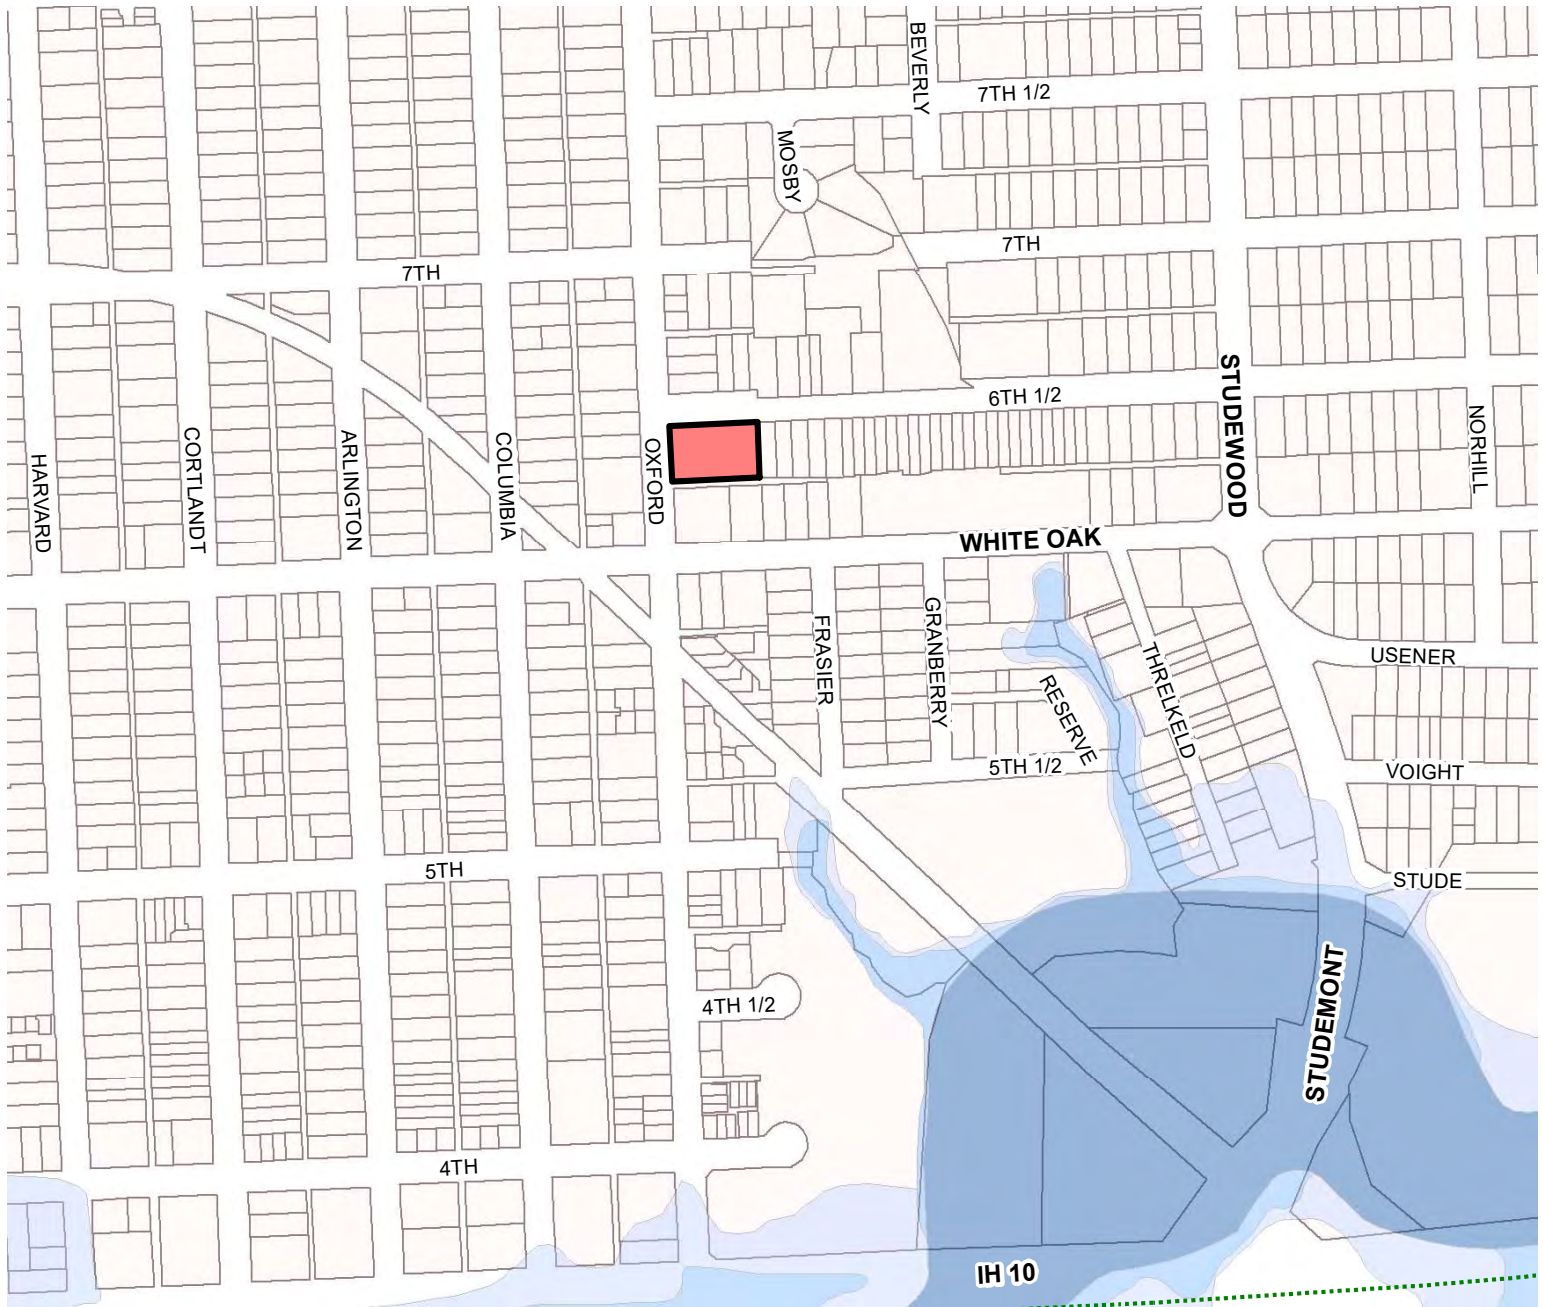 BEVERLY
7TH 1/2
MOSBY
7TH
7TH
STUDEWOOD
6TH 1/2
NORHILL
HARVARD
CORTLANDT
ARLINGTON
COLUMBIA
OXFORD
WHITE OAK
FRASIER
GRANBERRY
RESERVE
THRELKELD
USENER
5TH 1/2
VOIGHT
5TH
STUDE
STUDEMONT
4TH 1/2
4TH
IH 10